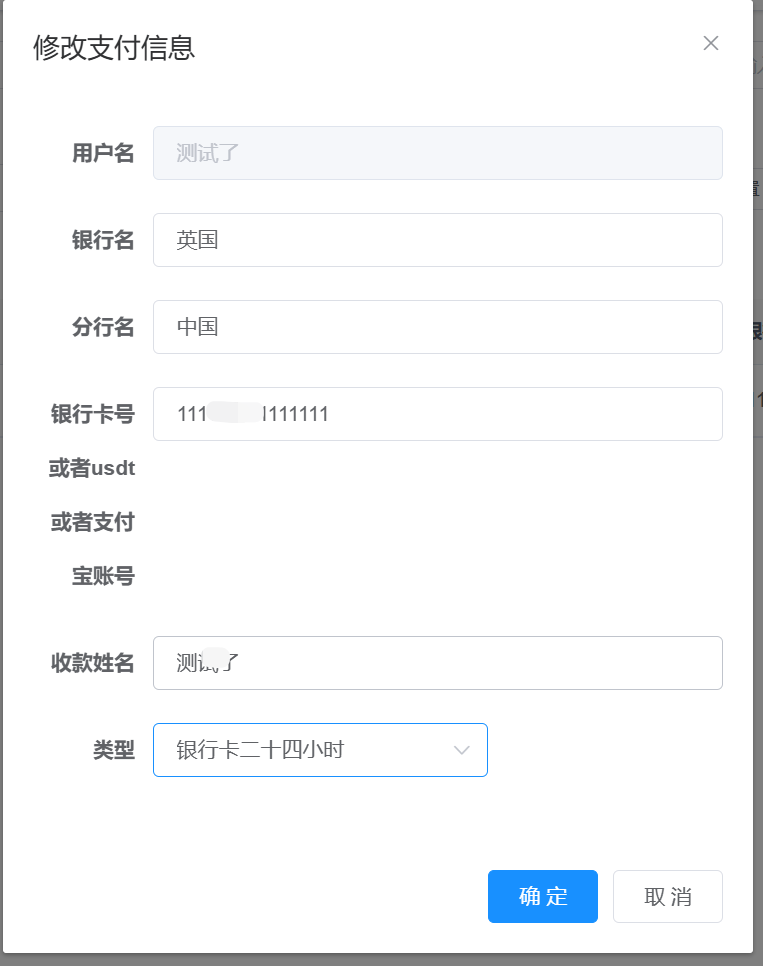 修改支付信息
用户名 测试了
银行名 英国
分行名 中国
银行卡号 111 111111
或者usdt
或者支付
宝账号
收款姓名 测试了
类型 银行卡二十四小时
确定 取消